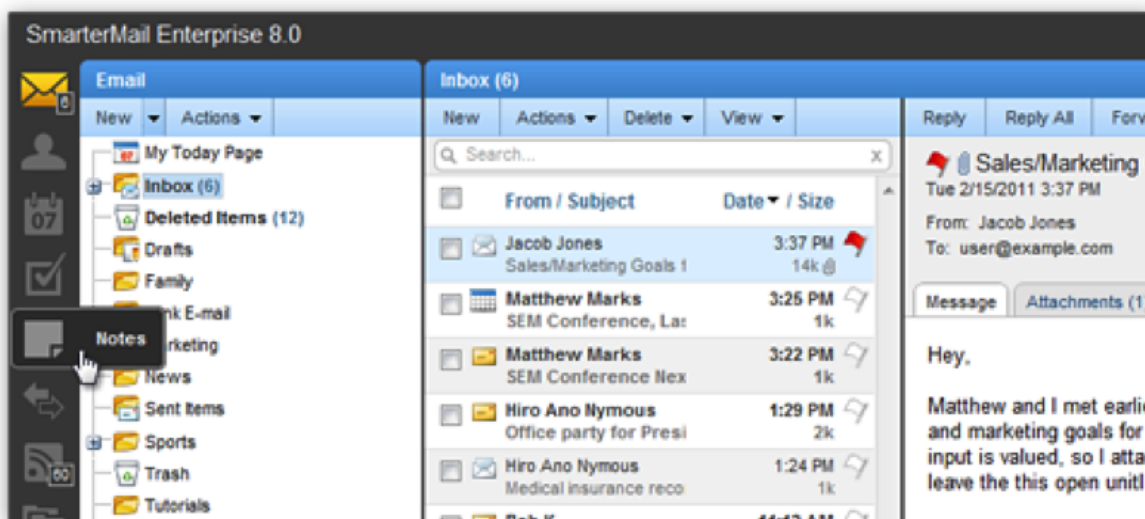 SmarterMail Enterprise 8.0
6
07
Notes
60
Email
New Actions
My Today Page
Inbox (6)
Deleted Items (12)
Drafts
Family
E-mail
News
Sent Items
Sports
Trash
Tutorials
Inbox (6)
New Actions Delete View
Search... x
From / Subject Date / Size
Jacob Jones 3:37 PM
Sales/Marketing Goals f 14k
Matthew Marks 3:25 PM
SEM Conference, Las 1k
Matthew Marks 3:22 PM
SEM Conference Nex 1k
Hiro Ano Nymous 1:29 PM
Office party for Presi 2k
Hiro Ano Nymous 1:24 PM
Medical insurance reco 1k
Reply Reply All Forv
Sales/Marketing
Tue 2/15/2011 3:37 PM
From: Jacob Jones
To: user@example.com
Message Attachments (1
Hey,
Matthew and I met earlie
and marketing goals for
input is valued, so I atta
leave the this open unitl